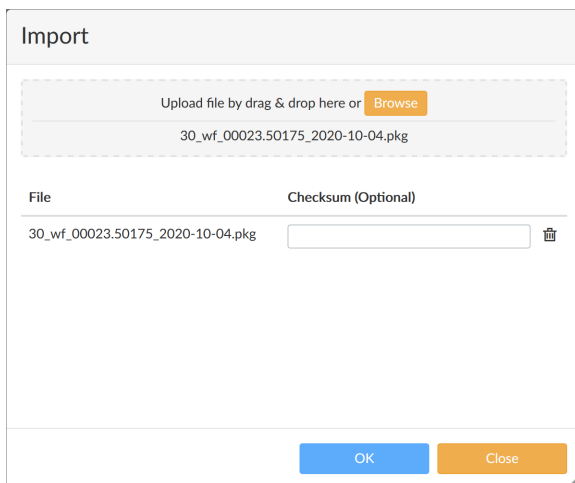 Import
Upload file by drag & drop here or Browse
30_wf_00023.50175_2020-10-04.pkg
File Checksum (Optional)
30_wf_00023.50175_2020-10-04.pkg
OK Close